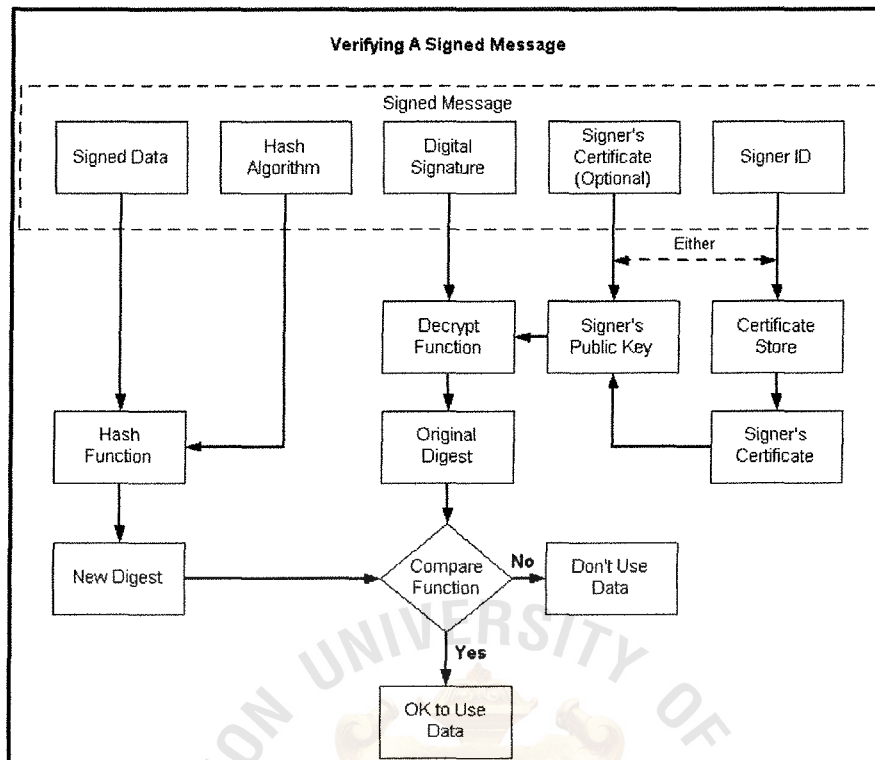 Verifying A Signed Message
Signed Message
Signed Data
Hash
Algorithm
Digital
Signature
Signer's
Certificate
(Optional)
Signer ID
Either
Decrypt
Function
Signer's
Public Key
Certificate
Store
Hash
Function
Original
Digest
Signer's
Certificate
New Digest
Compare
Function
No
Don't Use
Data
Yes
OK to Use
Data
UNIVERSITY OF